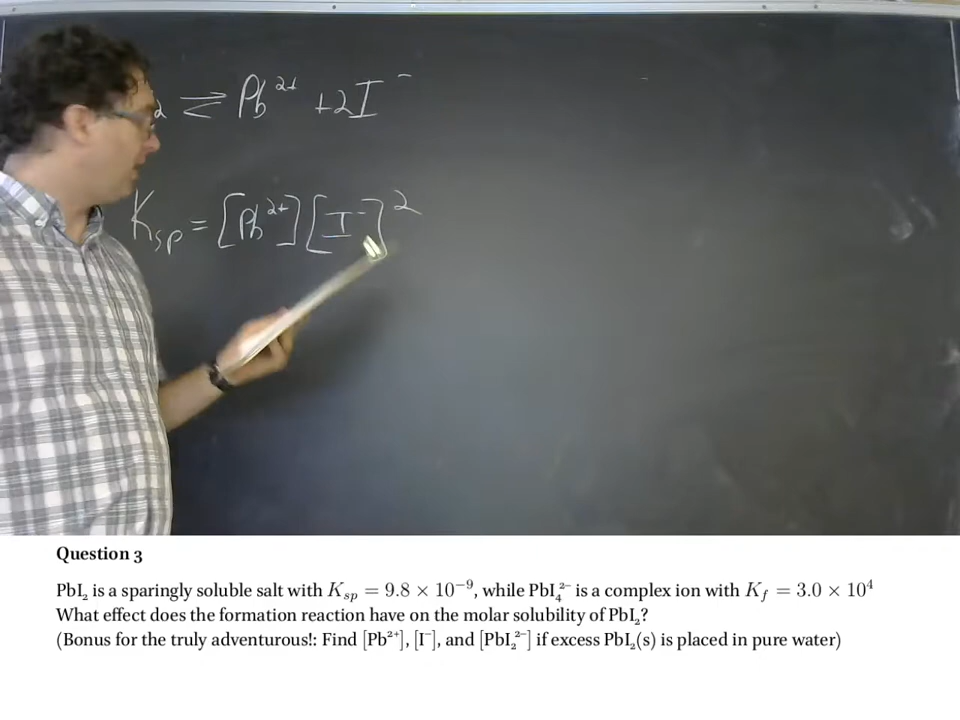 2 ⇌ Pb²⁺ + 2I⁻
Ksp = [Pb²⁺][I⁻]²
Question 3
PbI₂ is a sparingly soluble salt with Ksp = 9.8 × 10⁻⁹, while PbI₄²⁻ is a complex ion with Kf = 3.0 × 10⁴
What effect does the formation reaction have on the molar solubility of PbI₂?
(Bonus for the truly adventurous!: Find [Pb²⁺], [I⁻], and [PbI₂²⁻] if excess PbI₂(s) is placed in pure water)